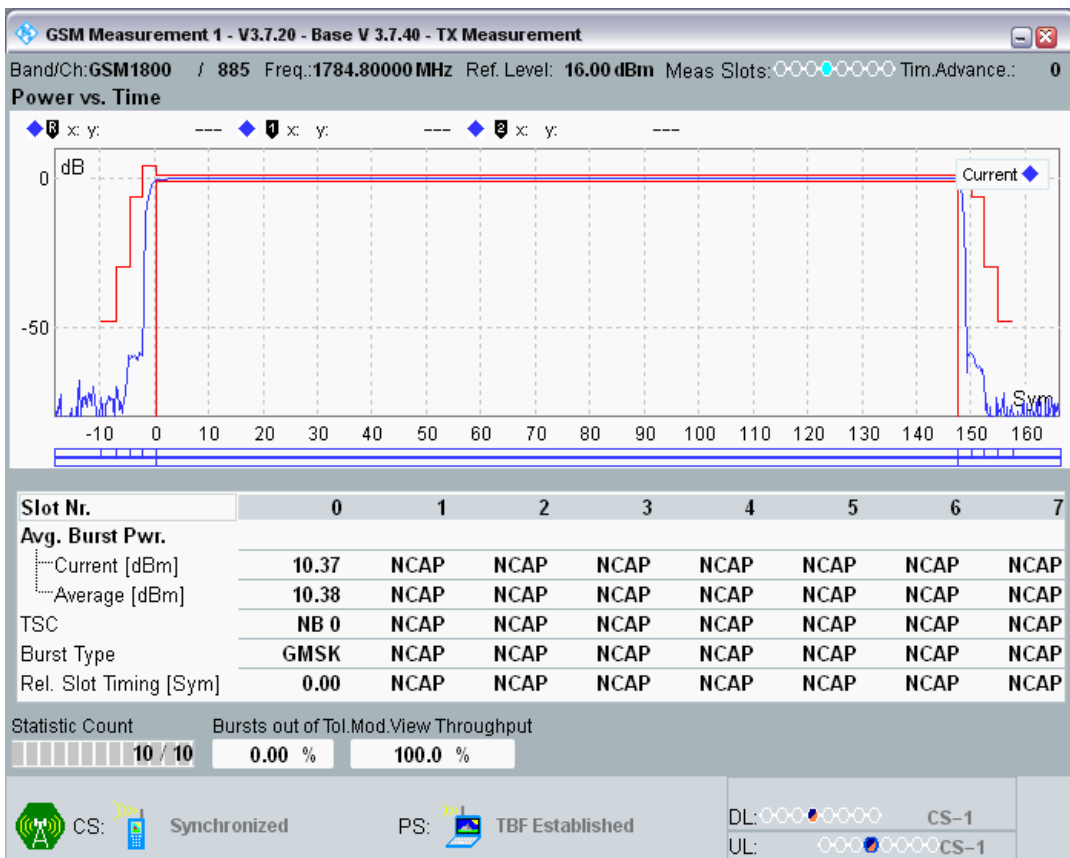 GSM Measurement 1 - V3.7.20 - Base V 3.7.40 - TX Measurement
Band/Ch:GSM1800 / 885 Freq.:1784.80000 MHz Ref. Level: 16.00 dBm Meas Slots: Tim.Advance.: 0
Power vs. Time
R x: y: --- 1 x: y: --- 2 x: y: ---
dB
Current
0
-50
Sym
-10 0 10 20 30 40 50 60 70 80 90 100 110 120 130 140 150 160
Slot Nr. 0 1 2 3 4 5 6 7
Avg. Burst Pwr.
Current [dBm] 10.37 NCAP NCAP NCAP NCAP NCAP NCAP NCAP
Average [dBm] 10.38 NCAP NCAP NCAP NCAP NCAP NCAP NCAP
TSC NB 0 NCAP NCAP NCAP NCAP NCAP NCAP NCAP
Burst Type GMSK NCAP NCAP NCAP NCAP NCAP NCAP NCAP
Rel. Slot Timing [Sym] 0.00 NCAP NCAP NCAP NCAP NCAP NCAP NCAP
Statistic Count Bursts out of Tol.Mod.View Throughput
10 / 10 0.00 % 100.0 %
CS: Synchronized PS: TBF Established DL: CS-1
UL: CS-1